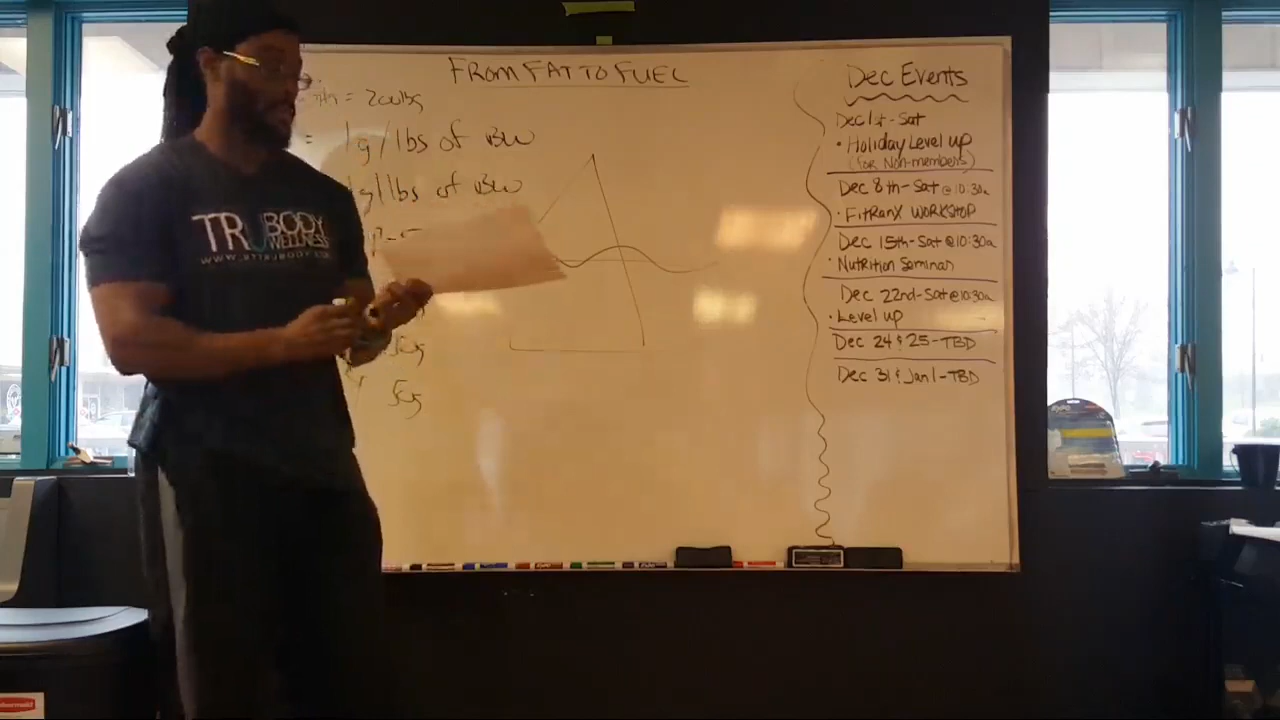 FROM FAT TO FUEL
= 200lbs
= 1g/lbs of BW
g/lbs of BW
TRUBODY
WELLNESS
Dec Events
Dec 1st - Sat
• Holiday Level up
(for Non-members)
Dec 8th - Sat @ 10:30a
• FitRanX WORKSHOP
Dec 15th - Sat @ 10:30a
• Nutrition Seminar
Dec 22nd - Sat @ 10:30a
• Level up
Dec 24 & 25 - TBD
Dec 31 & Jan 1 - TBD
EXPO